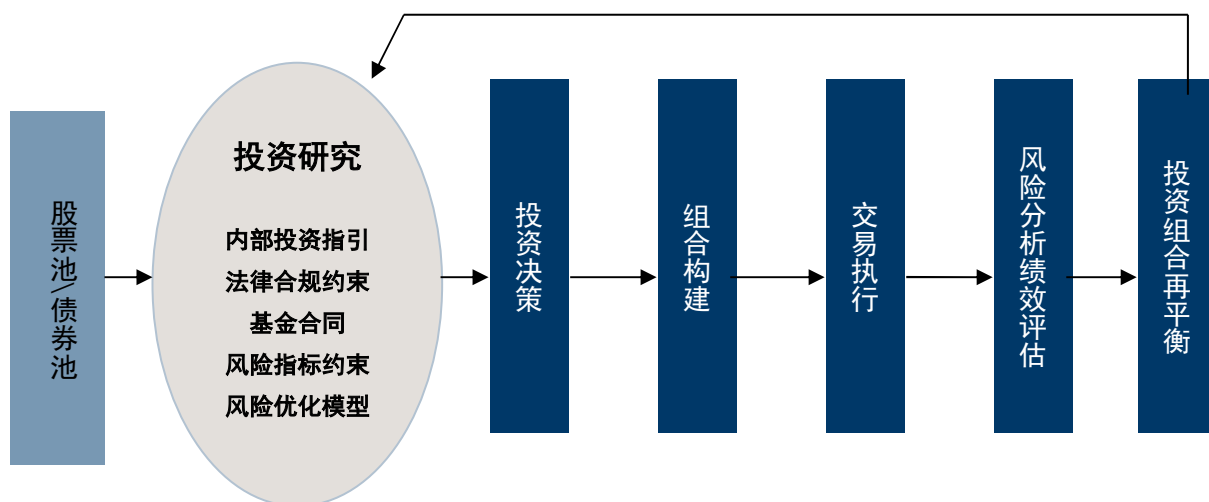 股票池\债券池
投资研究
内部投资指引
法律合规约束
基金合同
风险指标约束
风险优化模型
投资决策
组合构建
交易执行
风险分析绩效评估
投资组合再平衡